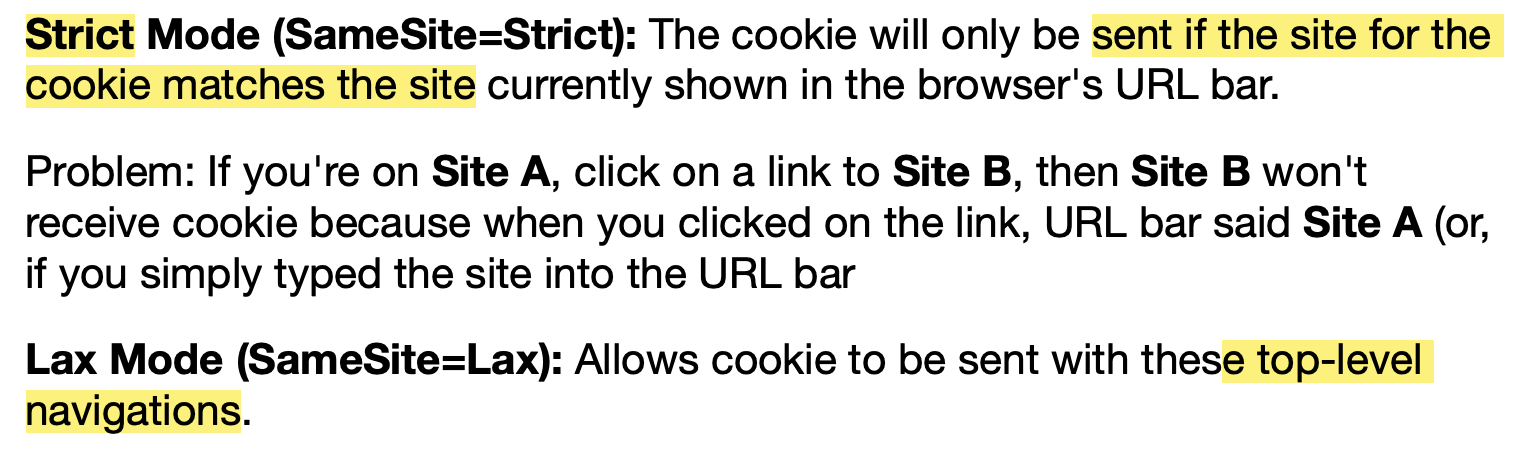 Strict Mode (SameSite=Strict): The cookie will only be sent if the site for the
cookie matches the site currently shown in the browser's URL bar.
Problem: If you're on Site A, click on a link to Site B, then Site B won't
receive cookie because when you clicked on the link, URL bar said Site A (or,
if you simply typed the site into the URL bar
Lax Mode (SameSite=Lax): Allows cookie to be sent with these top-level
navigations.